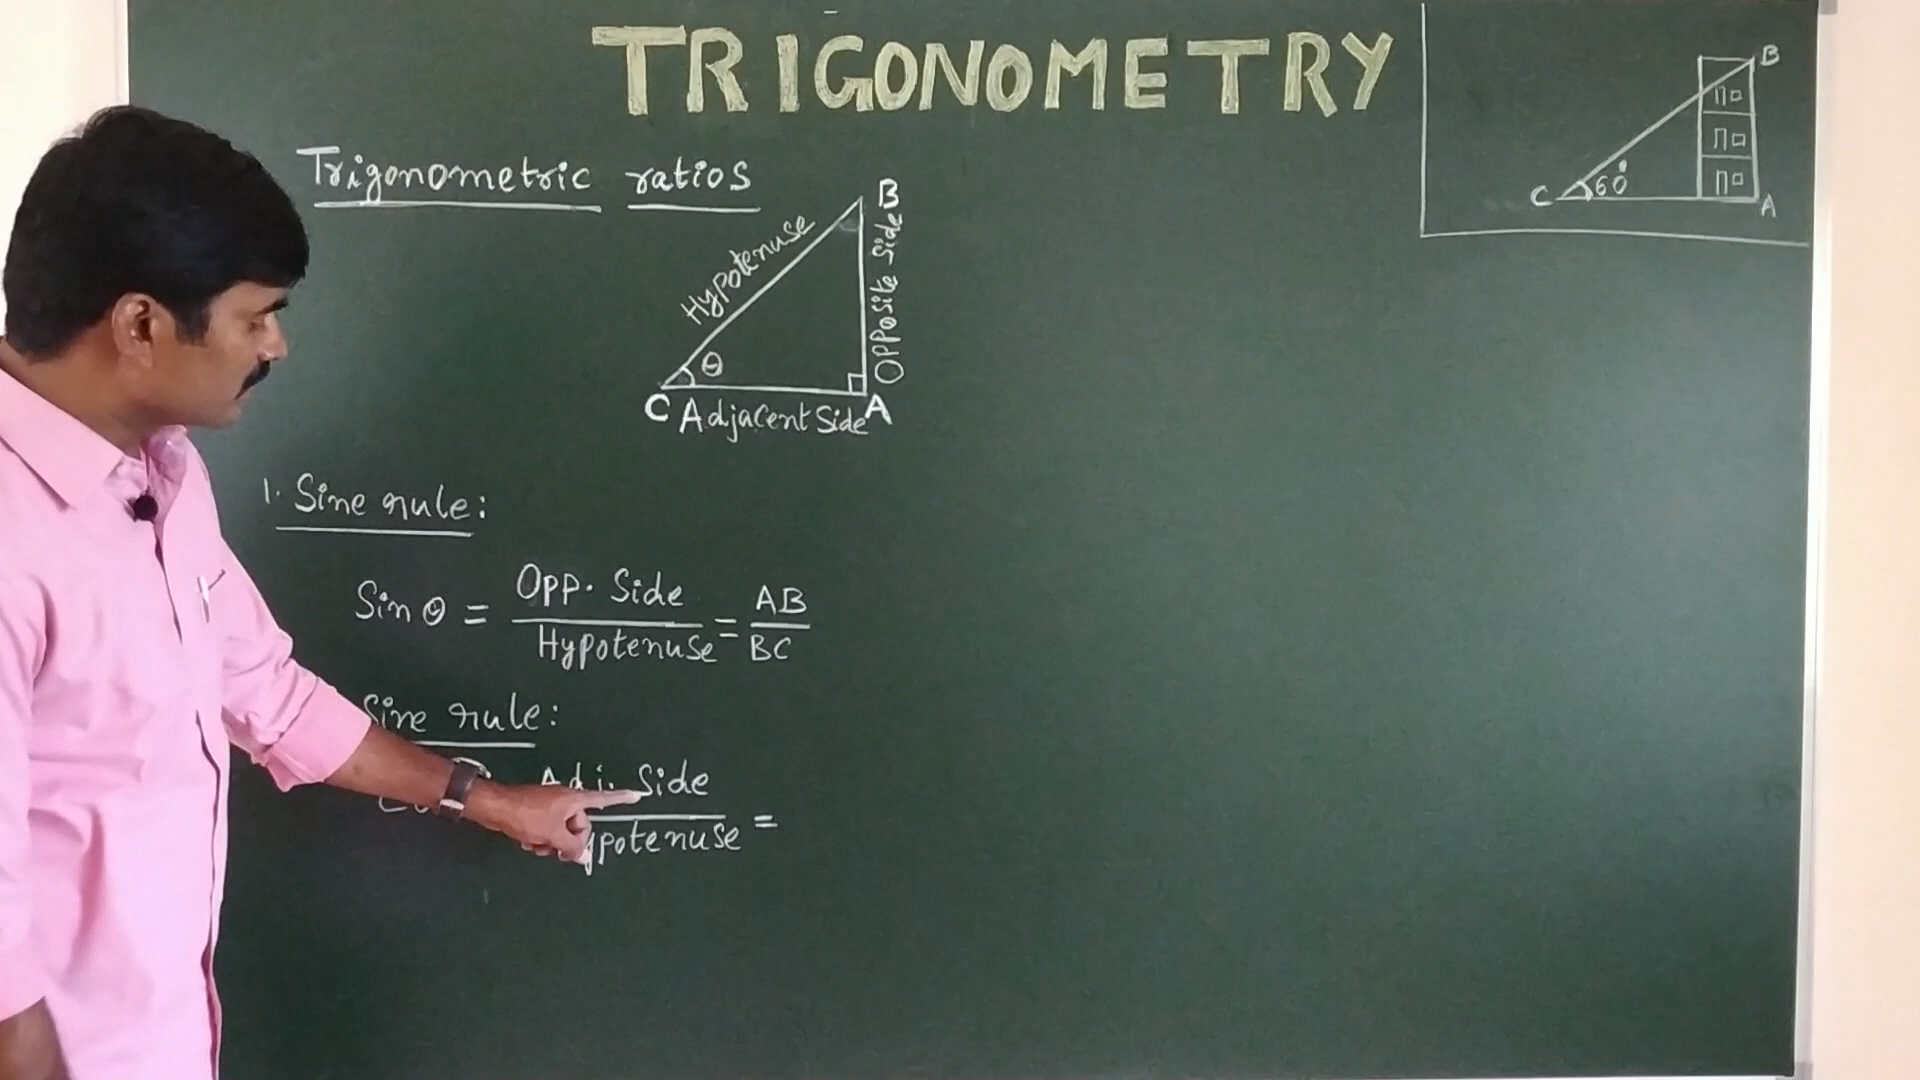 TRIGONOMETRY
Trigonometric ratios
B
Hypotenuse
Opposite Side
θ
C Adjacent Side A
B
C 60° A
1. Sine rule:
Sin θ = Opp. Side / Hypotenuse = AB / BC
Sine rule:
Adj. Side
ypotenuse =